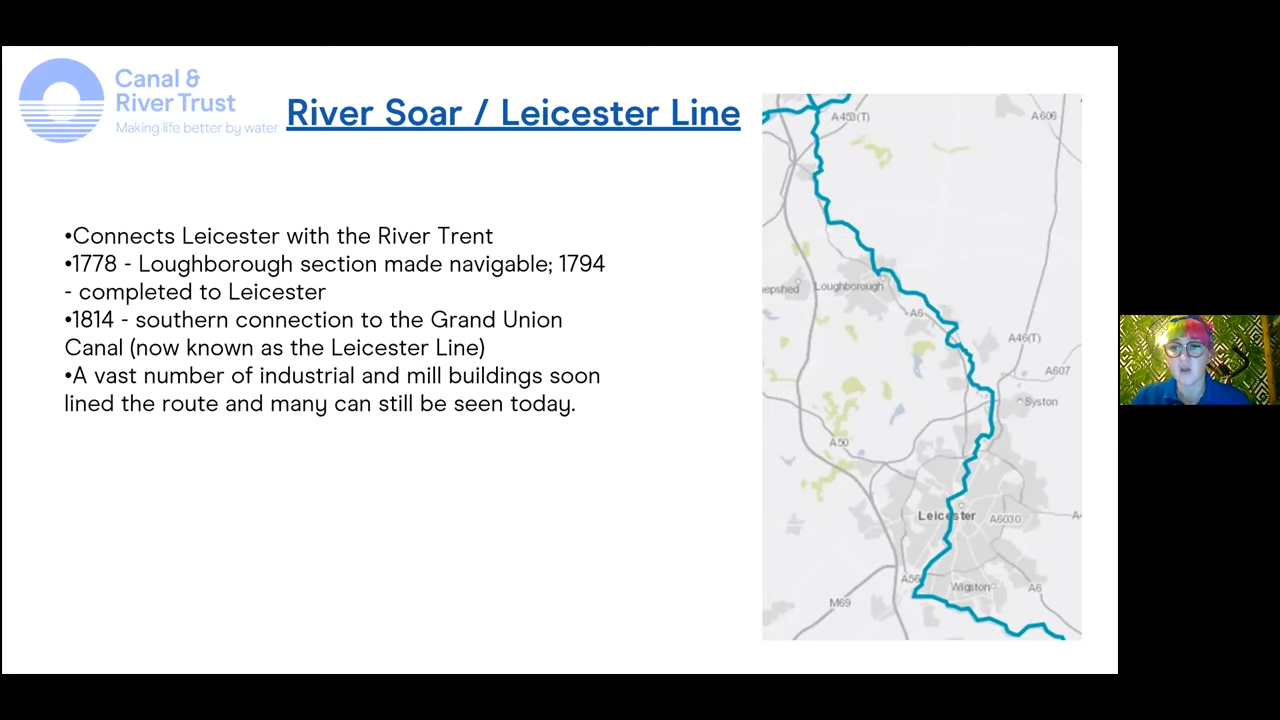 Canal &
River Trust
Making life better by water
River Soar / Leicester Line
•Connects Leicester with the River Trent
•1778 - Loughborough section made navigable; 1794
- completed to Leicester
•1814 - southern connection to the Grand Union
Canal (now known as the Leicester Line)
•A vast number of industrial and mill buildings soon
lined the route and many can still be seen today.
A453(T)
A606
epshed
Loughborough
A6
A46(T)
A607
Syston
A50
Leicester
A6030
Wigston
A6
M69